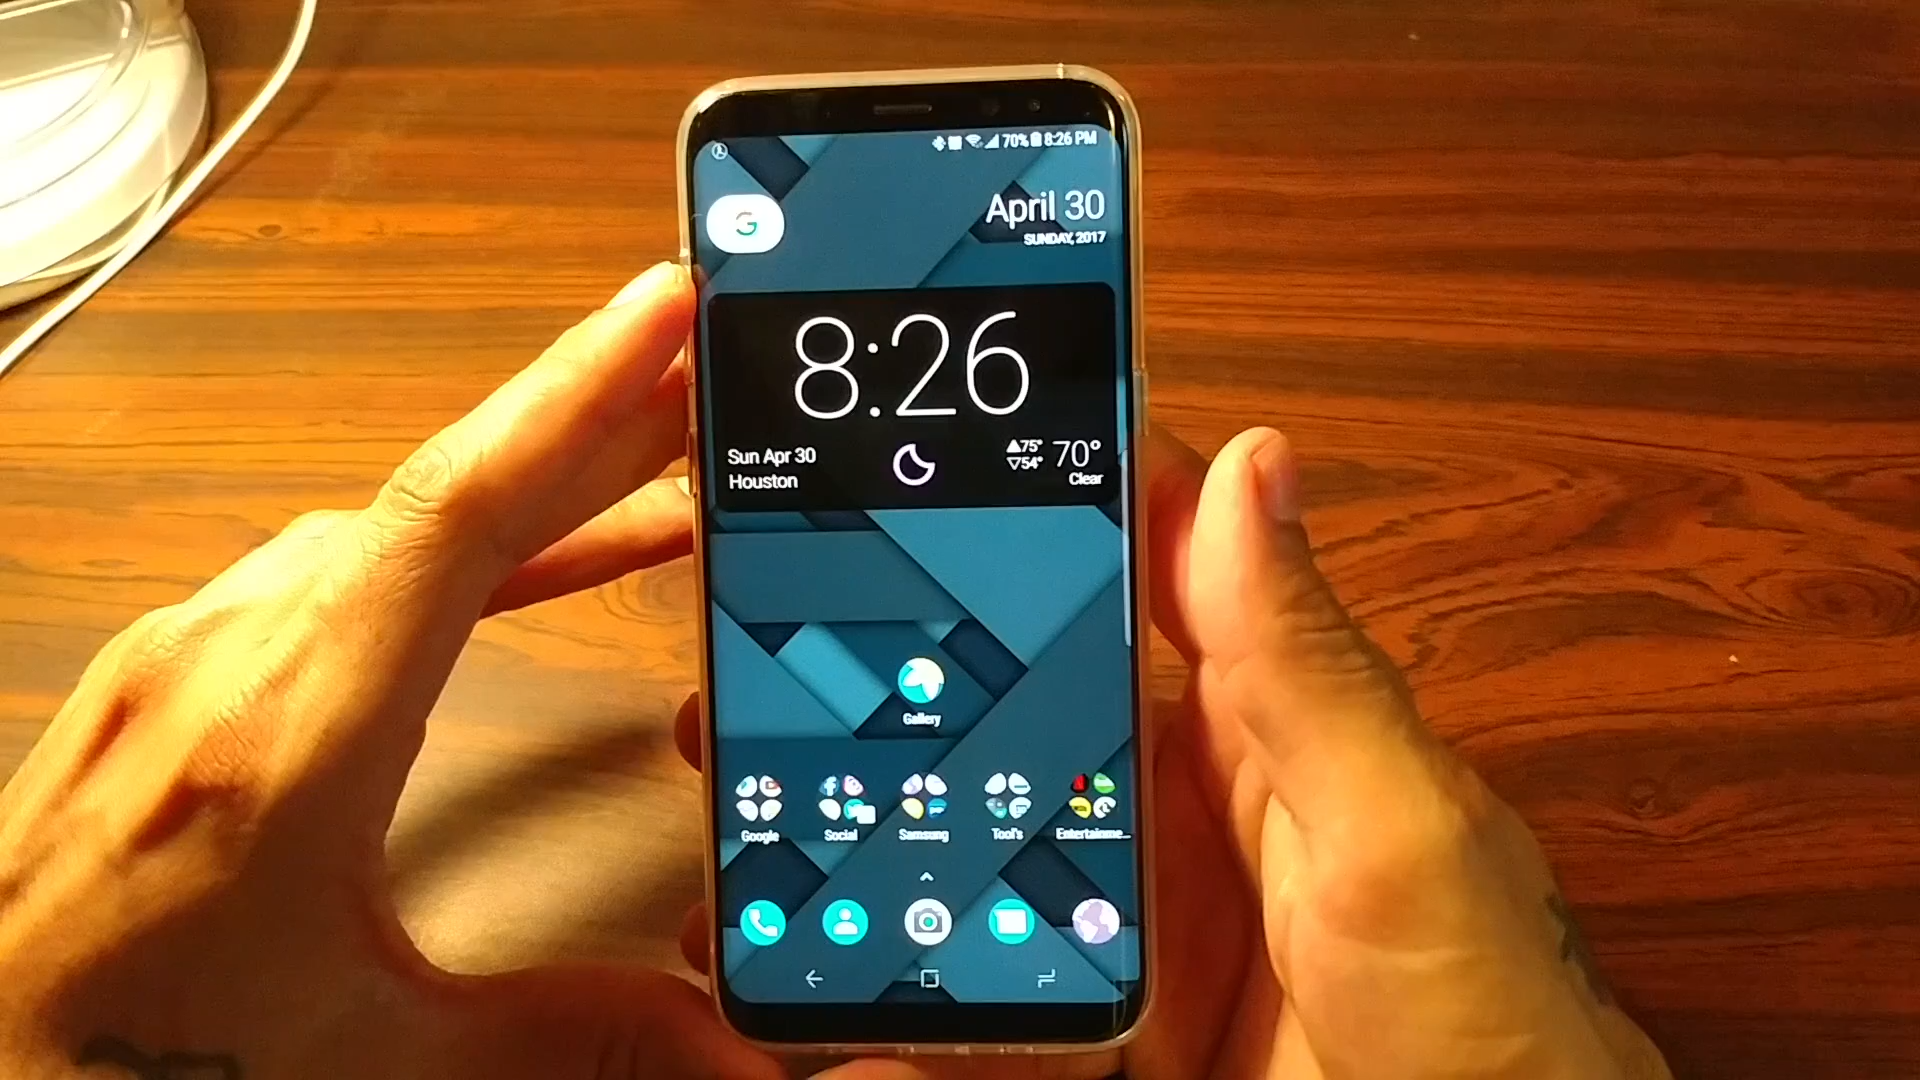 70% 8:26 PM
G
April 30
SUNDAY, 2017
8:26
Sun Apr 30
Houston
▲75°
▽54°
70°
Clear
Gallery
Google
Social
Samsung
Tool's
Entertainme...